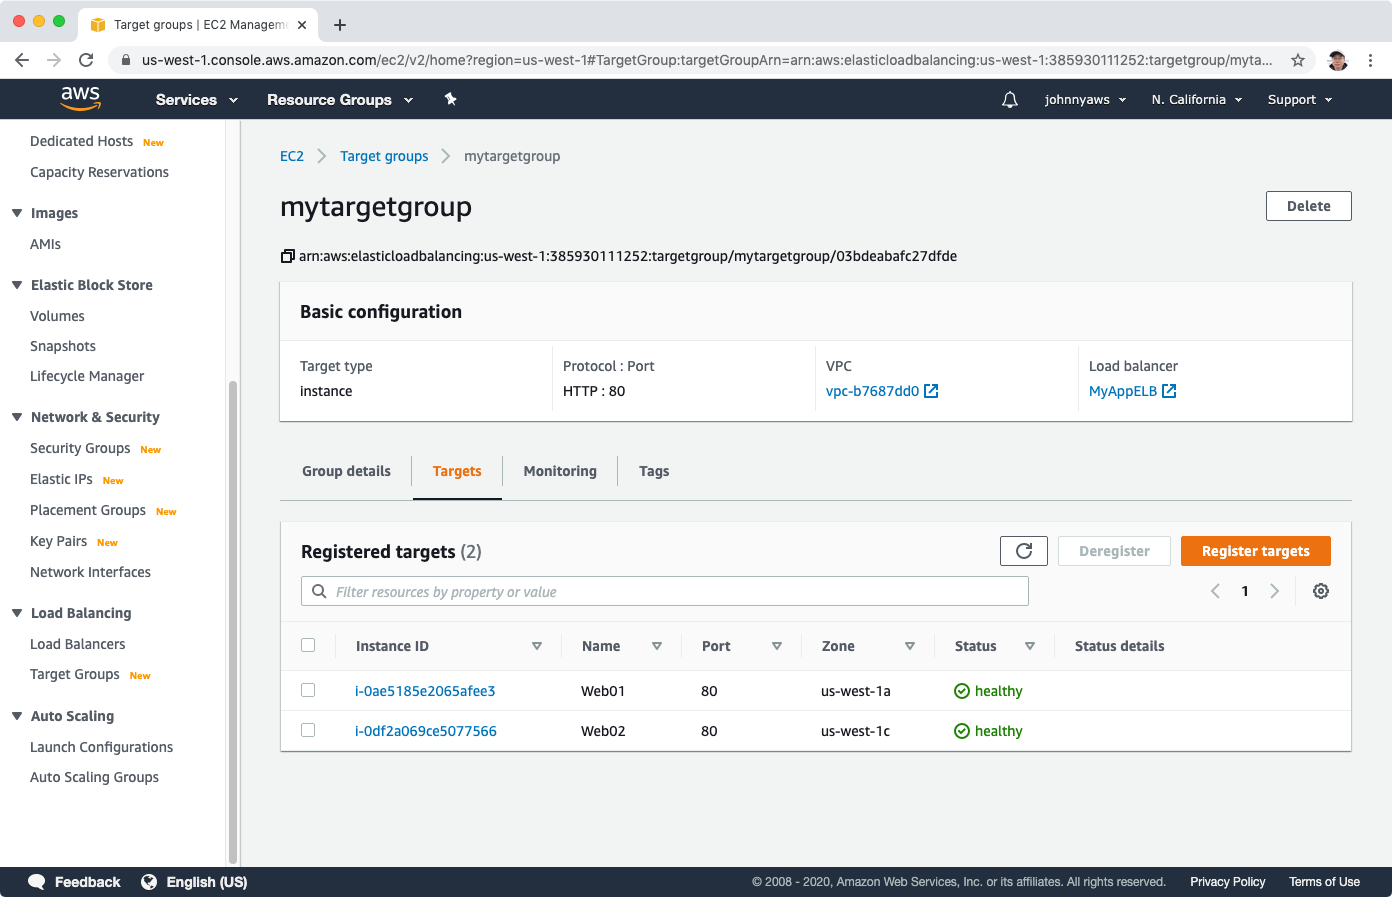 Target groups | EC2 Manageme
us-west-1.console.aws.amazon.com/ec2/v2/home?region=us-west-1#TargetGroup:targetGroupArn=arn:aws:elasticloadbalancing:us-west-1:385930111252:targetgroup/myta...
aws Services Resource Groups johnnyaws N. California Support
Dedicated Hosts New
Capacity Reservations
Images
AMIs
Elastic Block Store
Volumes
Snapshots
Lifecycle Manager
Network & Security
Security Groups New
Elastic IPs New
Placement Groups New
Key Pairs New
Network Interfaces
Load Balancing
Load Balancers
Target Groups New
Auto Scaling
Launch Configurations
Auto Scaling Groups
EC2 Target groups mytargetgroup
mytargetgroup
Delete
arn:aws:elasticloadbalancing:us-west-1:385930111252:targetgroup/mytargetgroup/03bdeabafc27dfde
Basic configuration
Target type
instance
Protocol : Port
HTTP : 80
VPC
vpc-b7687dd0
Load balancer
MyAppELB
Group details Targets Monitoring Tags
Registered targets (2)
Deregister Register targets
Filter resources by property or value
1
Instance ID Name Port Zone Status Status details
i-0ae5185e2065afee3 Web01 80 us-west-1a healthy
i-0df2a069ce5077566 Web02 80 us-west-1c healthy
Feedback English (US) © 2008 - 2020, Amazon Web Services, Inc. or its affiliates. All rights reserved. Privacy Policy Terms of Use